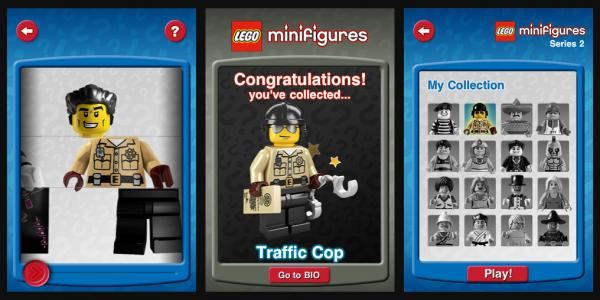 ?
LEGO minifigures
Congratulations!
you've collected...
Traffic Cop
Go to BIO
LEGO minifigures
Series 2
My Collection
Play!